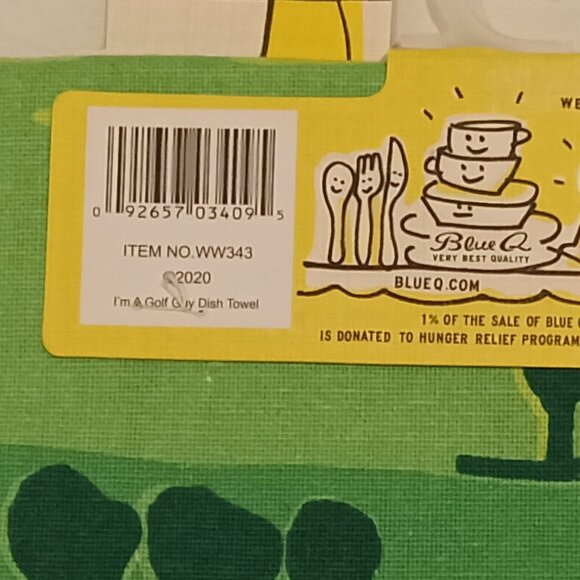 WE
0 92657 03409 5
ITEM NO.WW343
©2020
I'm A Golf Guy Dish Towel
Blue Q
VERY BEST QUALITY
BLUEQ.COM
1% OF THE SALE OF BLUE
IS DONATED TO HUNGER RELIEF PROGRAM